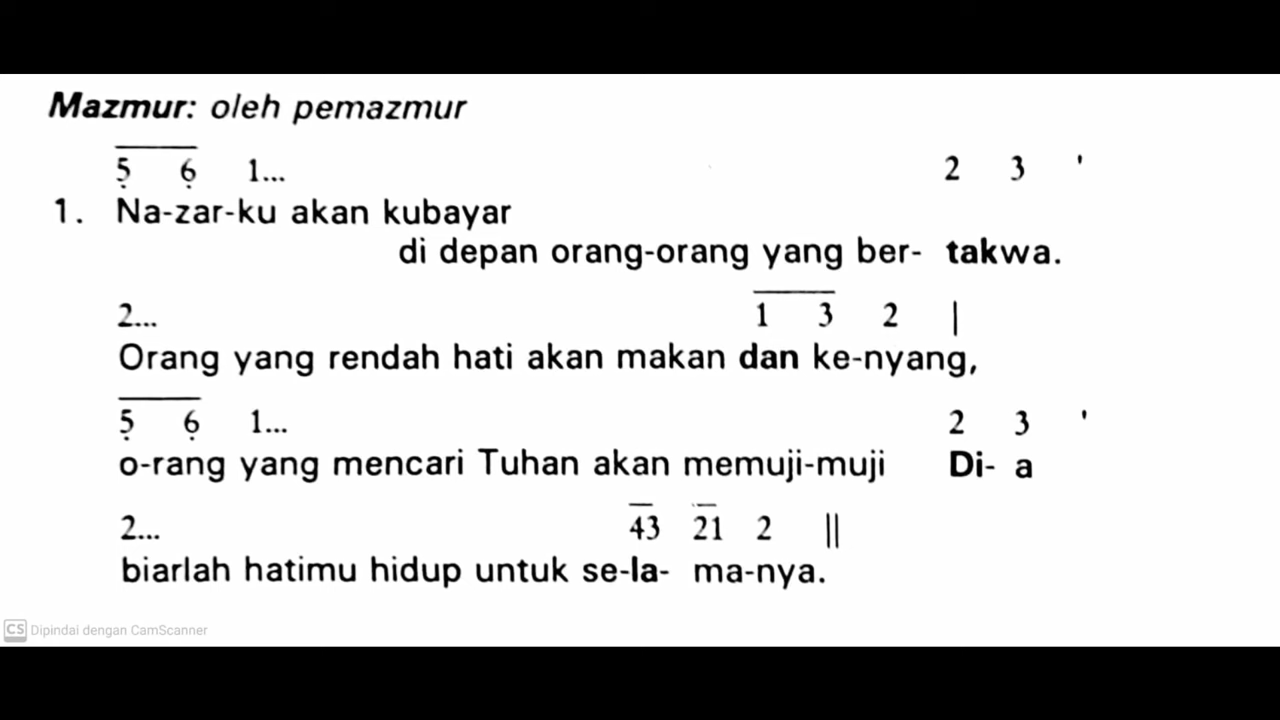 Mazmur: oleh pemazmur
5̣ 6̣ 1... 2 3 '
1. Na-zar-ku akan kubayar
di depan orang-orang yang ber- takwa.
2... 1 3 2 |
Orang yang rendah hati akan makan dan ke-nyang,
5̣ 6̣ 1... 2 3 '
o-rang yang mencari Tuhan akan memuji-muji Di- a
2... 43 21 2 ||
biarlah hatimu hidup untuk se-la- ma-nya.
CS Dipindai dengan CamScanner